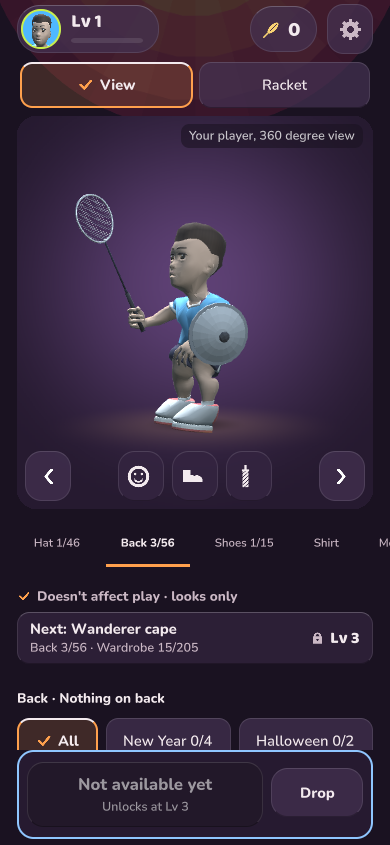 Lv 1
0
View
Racket
Your player, 360 degree view
Hat 1/46
Back 3/56
Shoes 1/15
Shirt
Doesn't affect play · looks only
Next: Wanderer cape
Lv 3
Back 3/56 · Wardrobe 15/205
Back · Nothing on back
All
New Year 0/4
Halloween 0/2
Not available yet
Unlocks at Lv 3
Drop